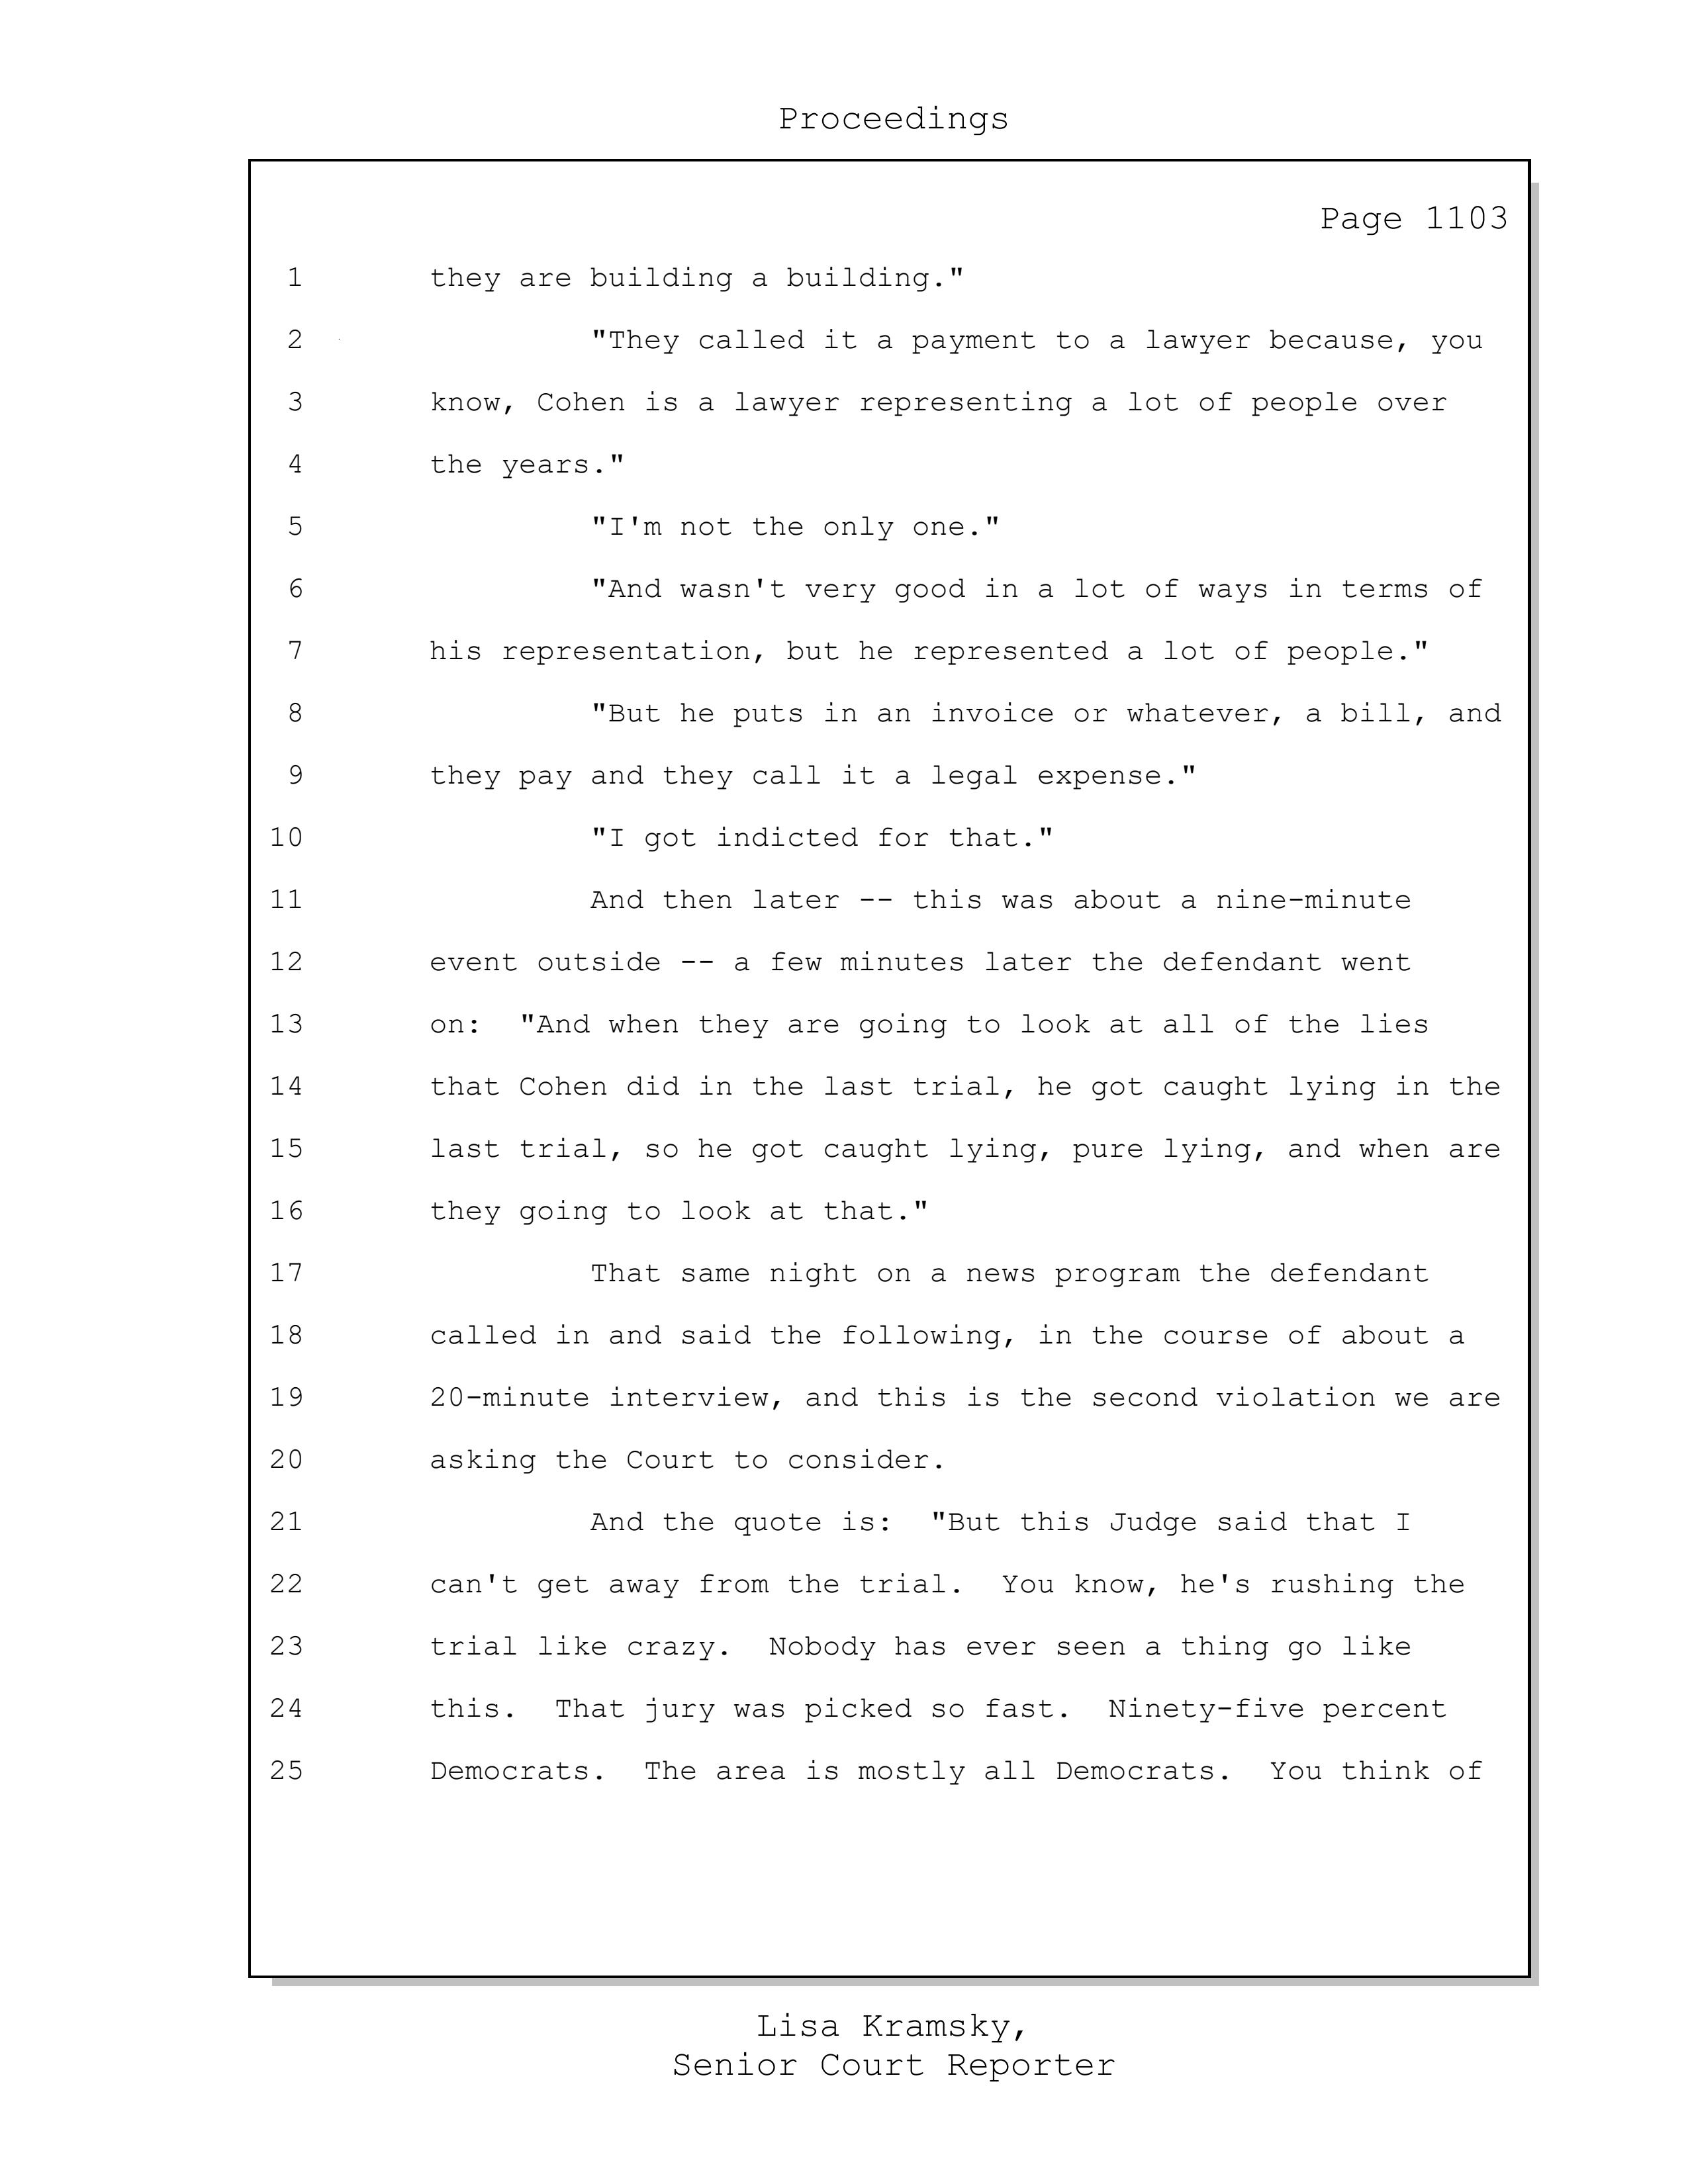 Proceedings
Page 1103
1 they are building a building."
2 "They called it a payment to a lawyer because, you
3 know, Cohen is a lawyer representing a lot of people over
4 the years."
5 "I'm not the only one."
6 "And wasn't very good in a lot of ways in terms of
7 his representation, but he represented a lot of people."
8 "But he puts in an invoice or whatever, a bill, and
9 they pay and they call it a legal expense."
10 "I got indicted for that."
11 And then later -- this was about a nine-minute
12 event outside -- a few minutes later the defendant went
13 on:  "And when they are going to look at all of the lies
14 that Cohen did in the last trial, he got caught lying in the
15 last trial, so he got caught lying, pure lying, and when are
16 they going to look at that."
17 That same night on a news program the defendant
18 called in and said the following, in the course of about a
19 20-minute interview, and this is the second violation we are
20 asking the Court to consider.
21 And the quote is:  "But this Judge said that I
22 can't get away from the trial.  You know, he's rushing the
23 trial like crazy.  Nobody has ever seen a thing go like
24 this.  That jury was picked so fast.  Ninety-five percent
25 Democrats.  The area is mostly all Democrats.  You think of
Lisa Kramsky,
Senior Court Reporter